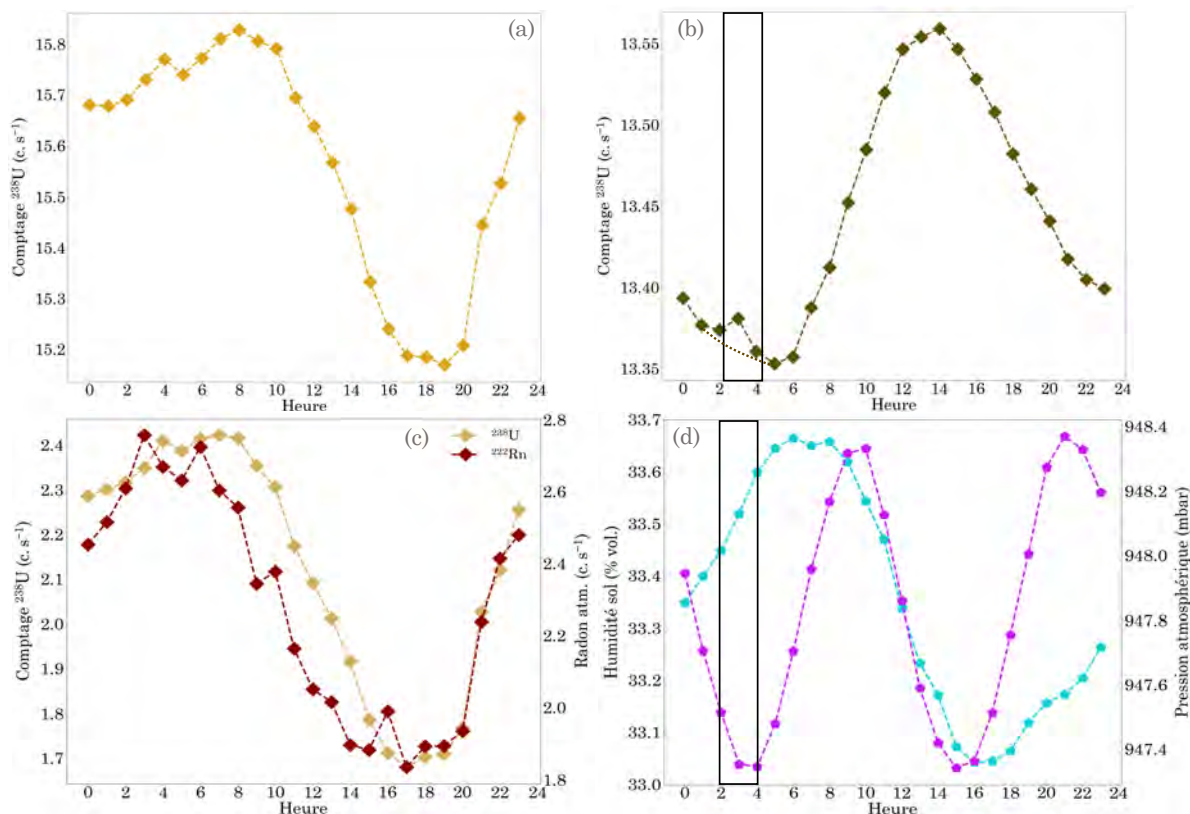 (a)
15.8
15.7
15.6
15.5
15.4
15.3
15.2
Comptage ²³⁸U (c. s⁻¹)
0 2 4 6 8 10 12 14 16 18 20 22 24
Heure
(b)
13.55
13.50
13.45
13.40
13.35
Comptage ²³⁸U (c. s⁻¹)
0 2 4 6 8 10 12 14 16 18 20 22 24
Heure
(c)
²³⁸U
²²²Rn
2.4
2.3
2.2
2.1
2.0
1.9
1.8
1.7
Comptage ²³⁸U (c. s⁻¹)
2.8
2.6
2.4
2.2
2.0
1.8
Radon atm. (c. s⁻¹)
0 2 4 6 8 10 12 14 16 18 20 22 24
Heure
(d)
33.7
33.6
33.5
33.4
33.3
33.2
33.1
33.0
Humidité sol (% vol.)
948.4
948.2
948.0
947.8
947.6
947.4
Pression atmosphérique (mbar)
0 2 4 6 8 10 12 14 16 18 20 22 24
Heure